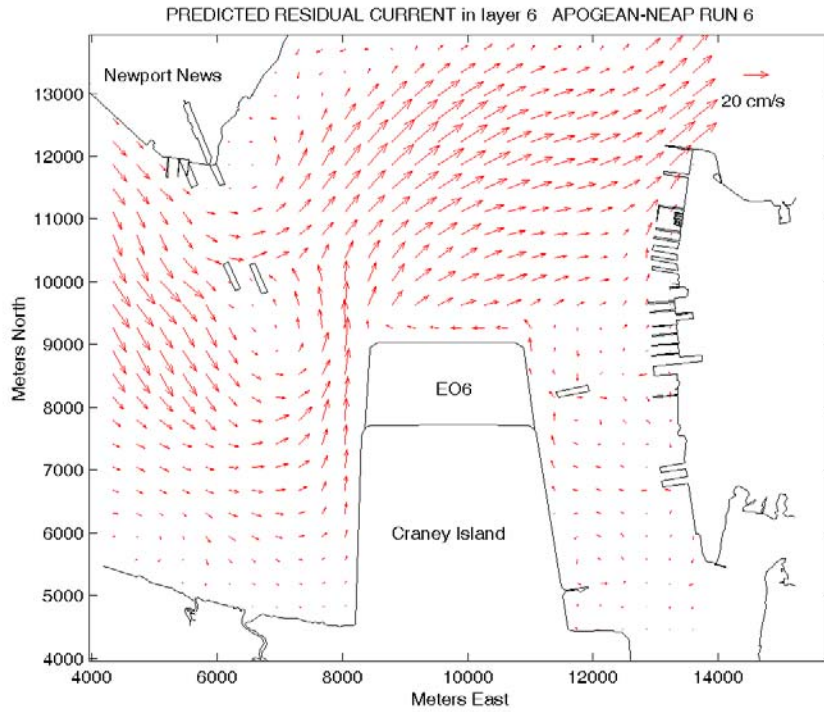 PREDICTED RESIDUAL CURRENT in layer 6 APOGEAN-NEAP RUN 6
Newport News
20 cm/s
13000
12000
11000
10000
9000
8000
7000
6000
5000
4000
Meters North
EO6
Craney Island
4000 6000 8000 10000 12000 14000
Meters East